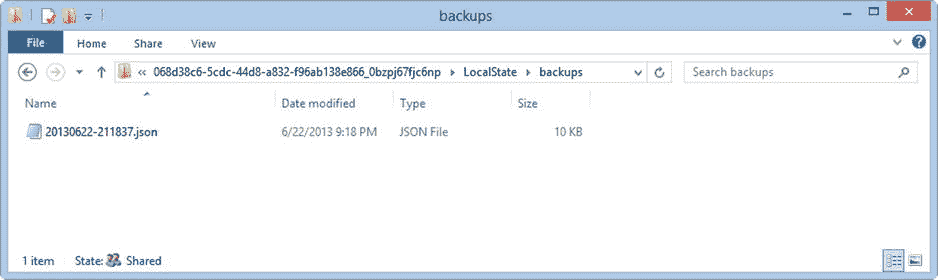 backups
File Home Share View
« 068d38c6-5cdc-44d8-a832-f96ab138e866_0bzpj67fjc6np LocalState backups Search backups
Name Date modified Type Size
20130622-211837.json 6/22/2013 9:18 PM JSON File 10 KB
1 item State: Shared